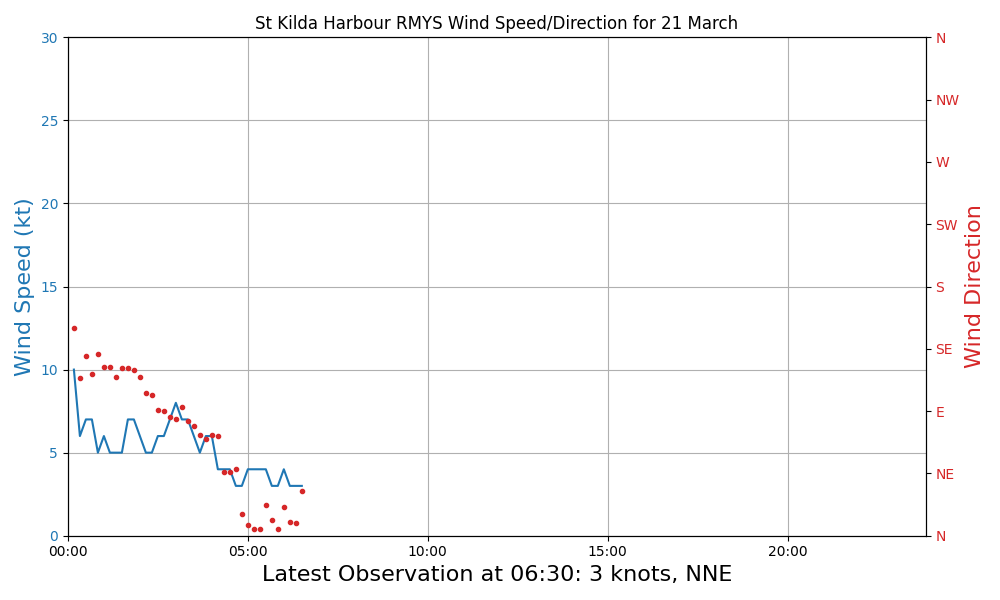 St Kilda Harbour RMYS Wind Speed/Direction for 21 March
30
25
20
15
10
5
0
Wind Speed (kt)
N
NW
W
SW
S
SE
E
NE
N
Wind Direction
00:00 05:00 10:00 15:00 20:00
Latest Observation at 06:30: 3 knots, NNE